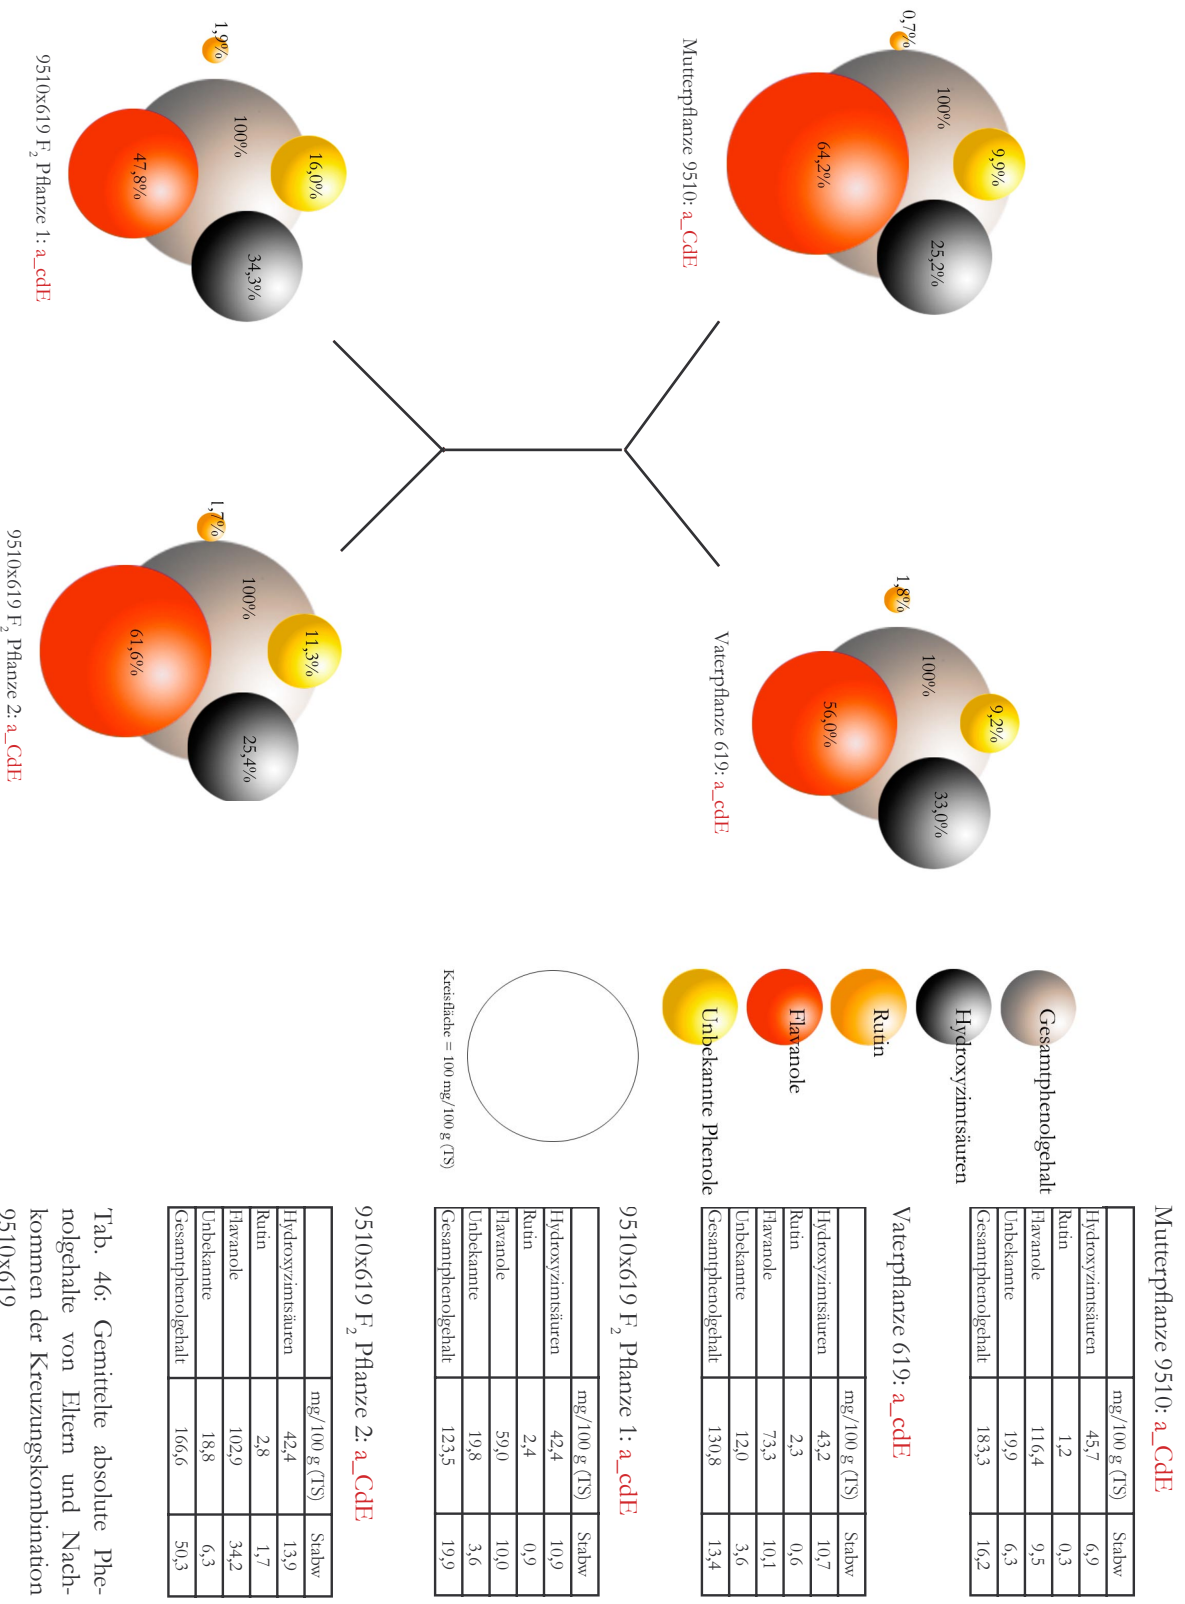 0,7%
100%
9,9%
64,2%
25,2%
Mutterpflanze 9510: a_CdE
1,8%
100%
9,2%
56,0%
33,0%
Vaterpflanze 619: a_cdE
1,9%
100%
16,0%
47,8%
34,3%
9510x619 F2 Pflanze 1: a_cdE
1,7%
100%
11,3%
61,6%
25,4%
9510x619 F2 Pflanze 2: a_CdE
Gesamtphenolgehalt
Hydroxyzimtsäuren
Rutin
Flavanole
Unbekannte Phenole
Kreisfläche = 100 mg/100 g (TS)
Mutterpflanze 9510: a_CdE
mg/100 g (TS) Stabw
Hydroxyzimtsäuren 45,7 6,9
Rutin 1,2 0,3
Flavanole 116,4 9,5
Unbekannte 19,9 6,3
Gesamtphenolgehalt 183,3 16,2
Vaterpflanze 619: a_cdE
mg/100 g (TS) Stabw
Hydroxyzimtsäuren 43,2 10,7
Rutin 2,3 0,6
Flavanole 73,3 10,1
Unbekannte 12,0 3,6
Gesamtphenolgehalt 130,8 13,4
9510x619 F2 Pflanze 1: a_cdE
mg/100 g (TS) Stabw
Hydroxyzimtsäuren 42,4 10,9
Rutin 2,4 0,9
Flavanole 59,0 10,0
Unbekannte 19,8 3,6
Gesamtphenolgehalt 123,5 19,9
9510x619 F2 Pflanze 2: a_CdE
mg/100 g (TS) Stabw
Hydroxyzimtsäuren 42,4 13,9
Rutin 2,8 1,7
Flavanole 102,9 34,2
Unbekannte 18,8 6,3
Gesamtphenolgehalt 166,6 50,3
Tab. 46: Gemittelte absolute Phe-
nolgehalte von Eltern und Nach-
kommen der Kreuzungskombination
9510x619